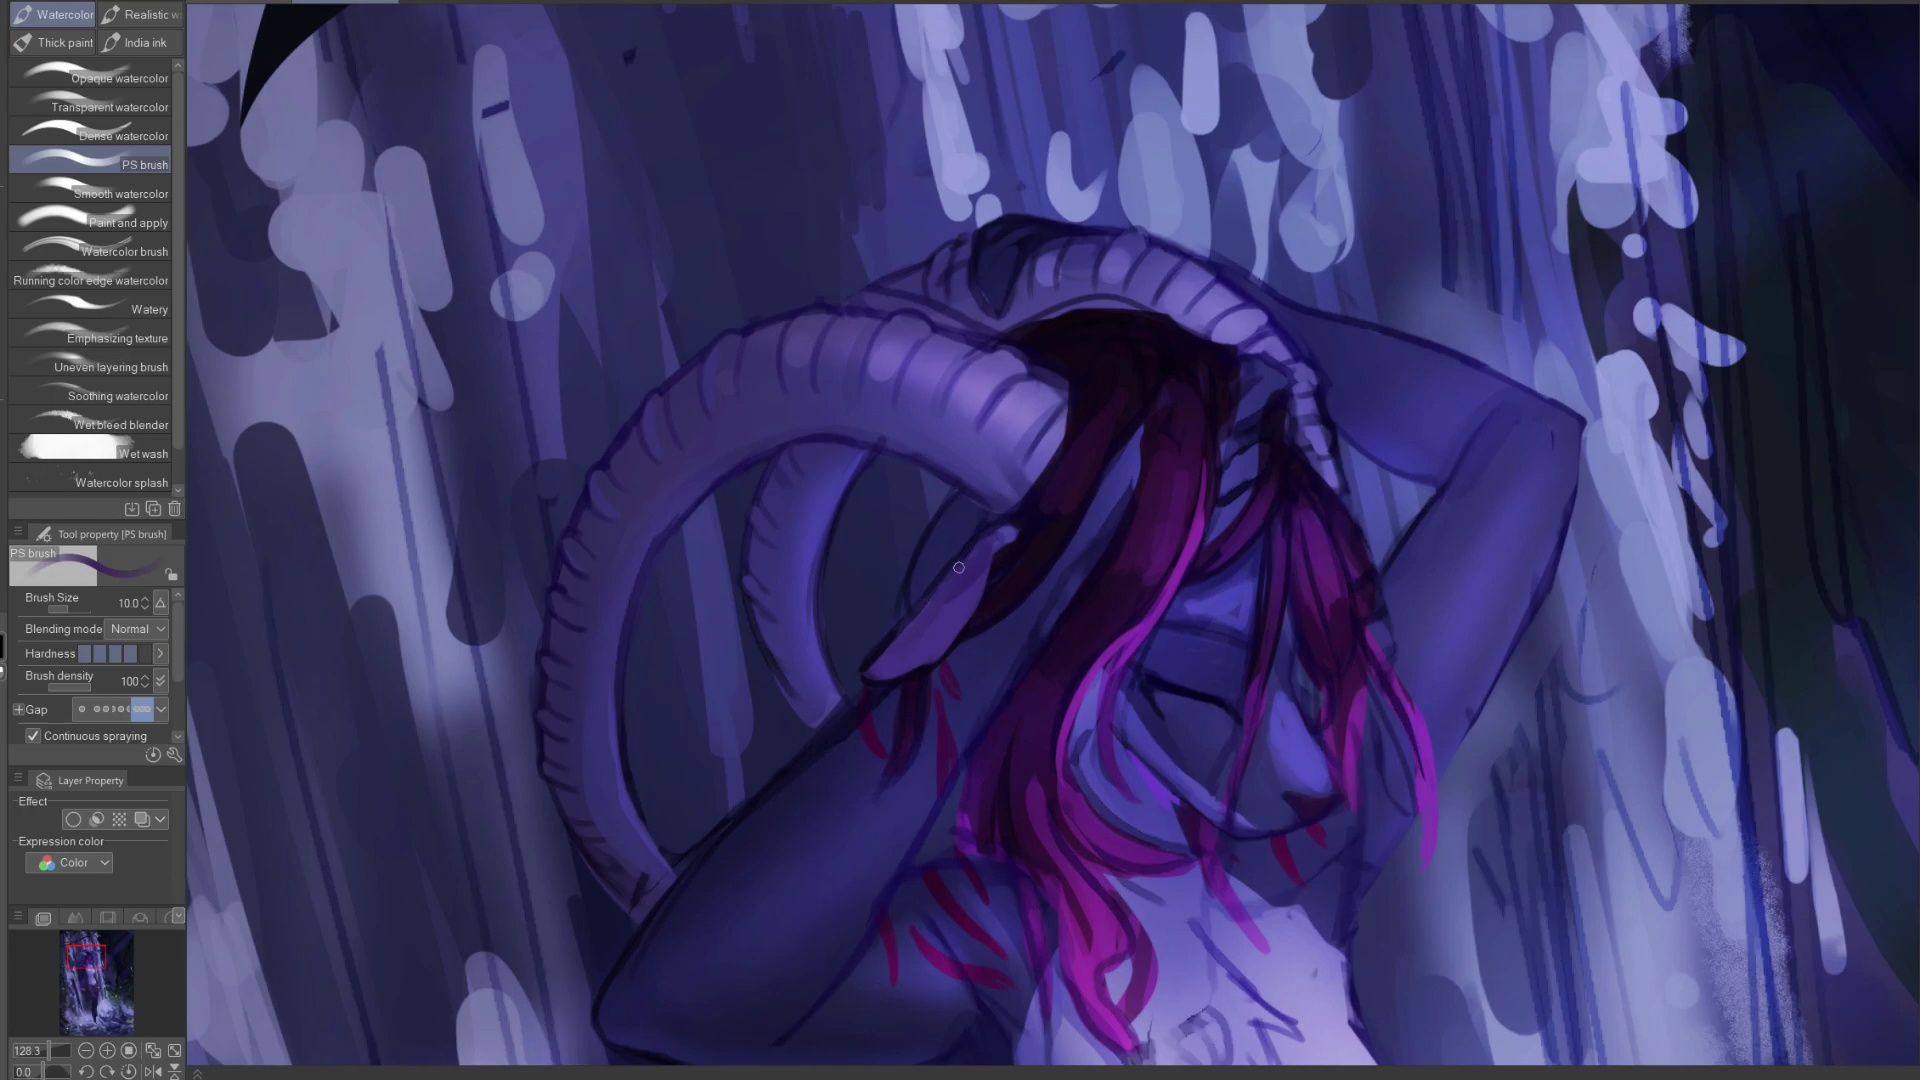 Watercolor
Realistic w
Thick paint
India ink
Opaque watercolor
Transparent watercolor
Dense watercolor
PS brush
Smooth watercolor
Paint and apply
Watercolor brush
Running color edge watercolor
Watery
Emphasizing texture
Uneven layering brush
Soothing watercolor
Wet bleed blender
Wet wash
Watercolor splash
Tool property [PS brush]
PS brush
Brush Size 10.0
Blending mode Normal
Hardness
Brush density 100
Gap
Continuous spraying
Layer Property
Effect
Expression color
Color
128.3
0.0